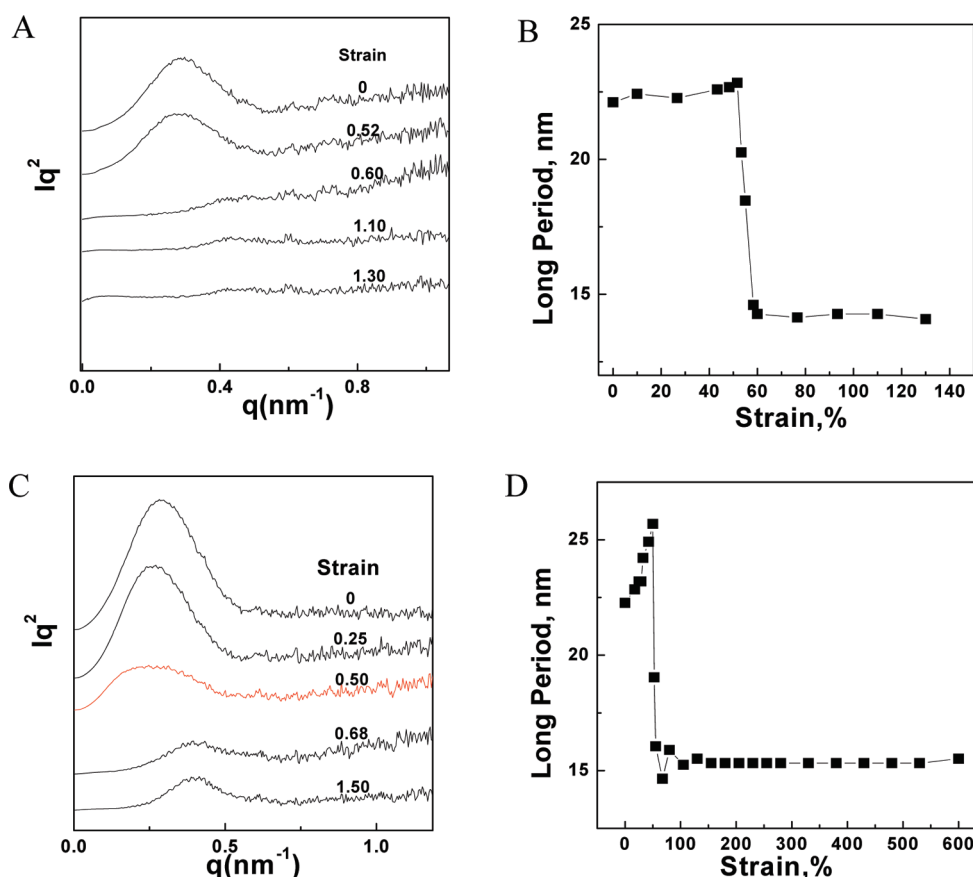 A
Strain
0
0.52
0.60
1.10
1.30
Iq²
0.0 0.4 0.8
q(nm⁻¹)
B
25
20
15
Long Period, nm
0 20 40 60 80 100 120 140
Strain,%
C
Strain
0
0.25
0.50
0.68
1.50
Iq²
0.0 0.5 1.0
q(nm⁻¹)
D
25
20
15
Long Period, nm
0 100 200 300 400 500 600
Strain,%